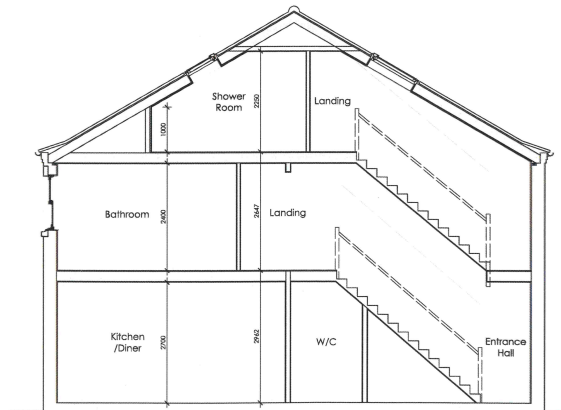 Shower
Room
Landing
2250
1000
Bathroom
Landing
2400
2647
Kitchen
/Diner
2700
2962
W/C
Entrance
Hall